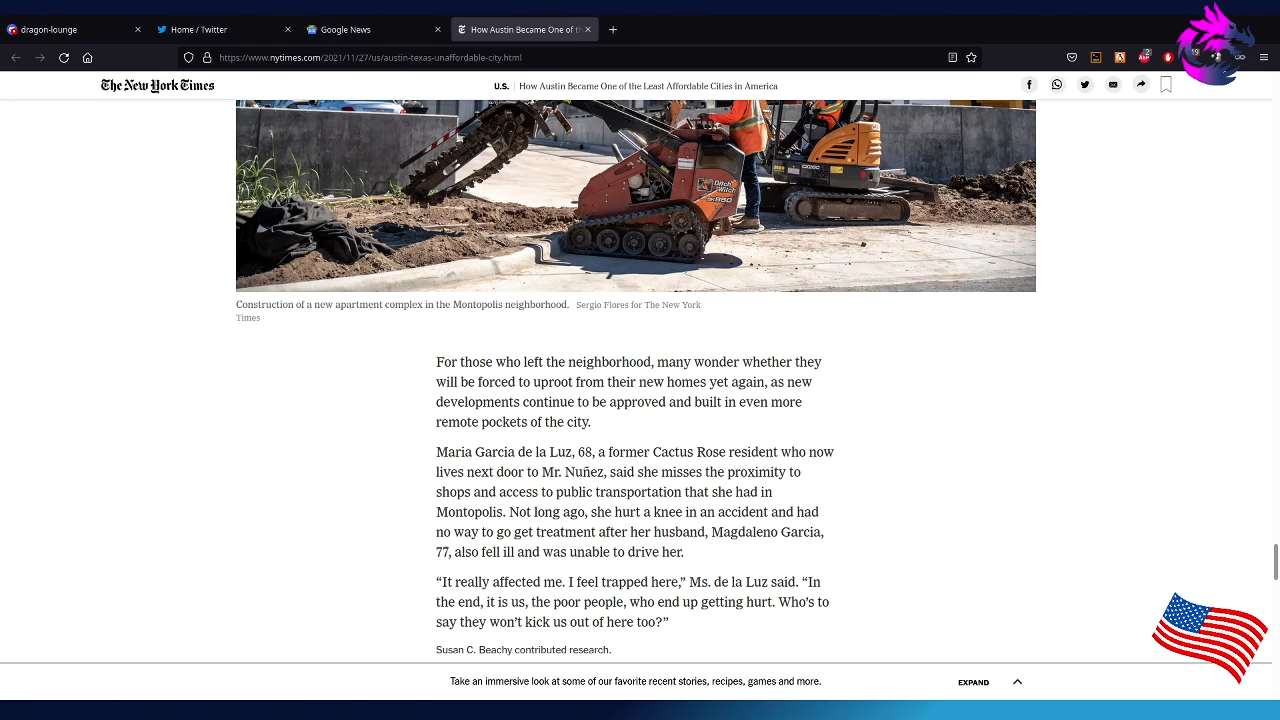 dragon-lounge
Home / Twitter
Google News
How Austin Became One of th
https://www.nytimes.com/2021/11/27/us/austin-texas-unaffordable-city.html
2
19
The New York Times
U.S. | How Austin Became One of the Least Affordable Cities in America
Ditch Witch
SK850
Construction of a new apartment complex in the Montopolis neighborhood. Sergio Flores for The New York
Times
For those who left the neighborhood, many wonder whether they
will be forced to uproot from their new homes yet again, as new
developments continue to be approved and built in even more
remote pockets of the city.
Maria Garcia de la Luz, 68, a former Cactus Rose resident who now
lives next door to Mr. Nuñez, said she misses the proximity to
shops and access to public transportation that she had in
Montopolis. Not long ago, she hurt a knee in an accident and had
no way to go get treatment after her husband, Magdaleno Garcia,
77, also fell ill and was unable to drive her.
“It really affected me. I feel trapped here,” Ms. de la Luz said. “In
the end, it is us, the poor people, who end up getting hurt. Who’s to
say they won’t kick us out of here too?”
Susan C. Beachy contributed research.
Take an immersive look at some of our favorite recent stories, recipes, games and more.
EXPAND